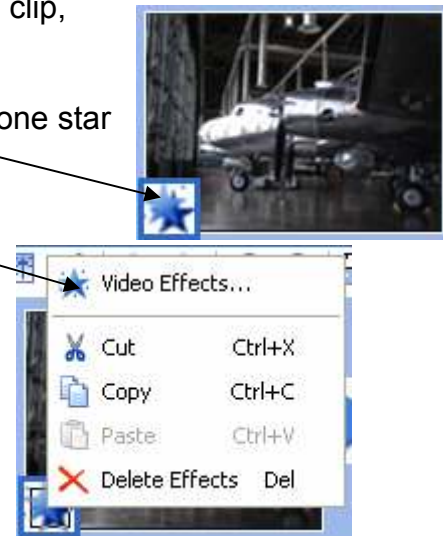 clip,
one star
Video Effects...
Cut Ctrl+X
Copy Ctrl+C
Paste Ctrl+V
Delete Effects Del